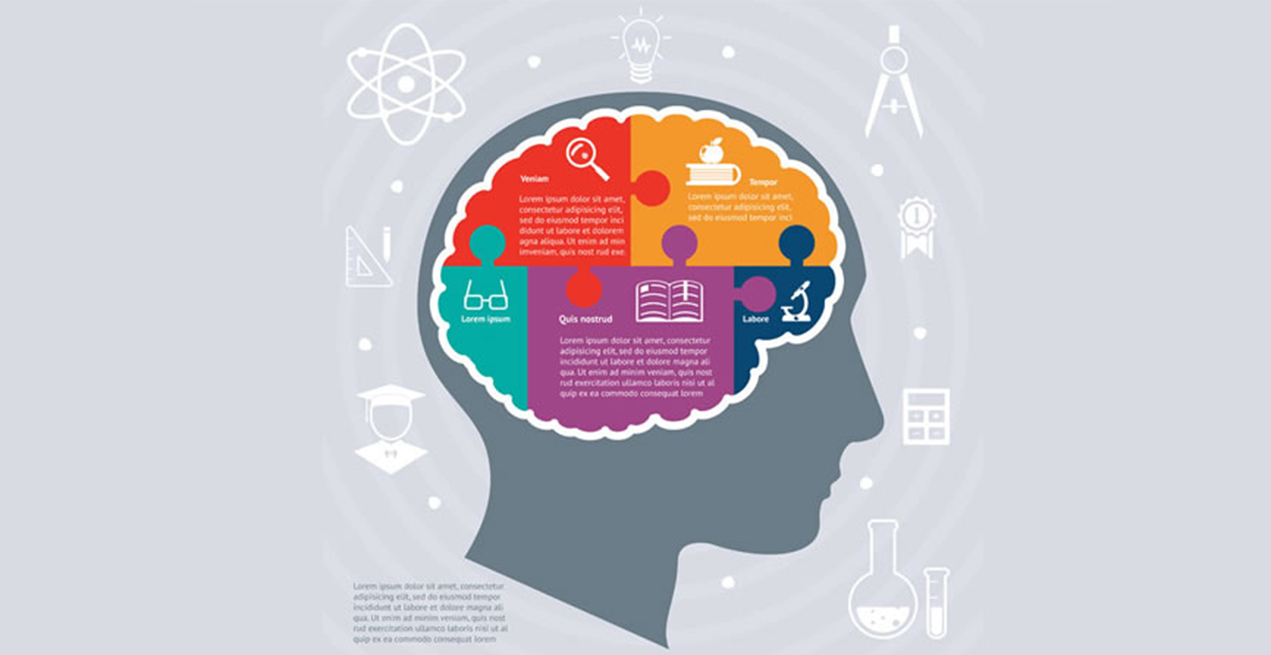 Veniam
Lorem ipsum dolor sit amet,
consectetur adipisicing elit,
sed do eiusmod tempor inci
didunt ut labore et dolorem
agna aliqua. Ut enim ad min
imveniam, quis nost rud exe.
Tempor
Lorem ipsum dolor sit amet,
consectetur adipisicing elit,
sed do eiusmod tempor inci
Lorem ipsum
Quis nostrud
Lorem ipsum dolor sit amet, consectetur
adipisicing elit, sed do eiusmod tempor
incididunt ut labore et dolore magna ali
qua. Ut enim ad minim veniam, quis nost
rud exercitation ullamco laboris nisi ut al
quip ex ea commodo consequat lorem
Labore
1
Lorem ipsum dolor sit amet, consectetur
adipisicing elit, sed do eiusmod tempor
incididunt ut labore et dolore magna ali
qua. Ut enim ad minim veniam, quis nost
rud exercitation ullamco laboris nisi ut al
quip ex ea commodo consequat lorem